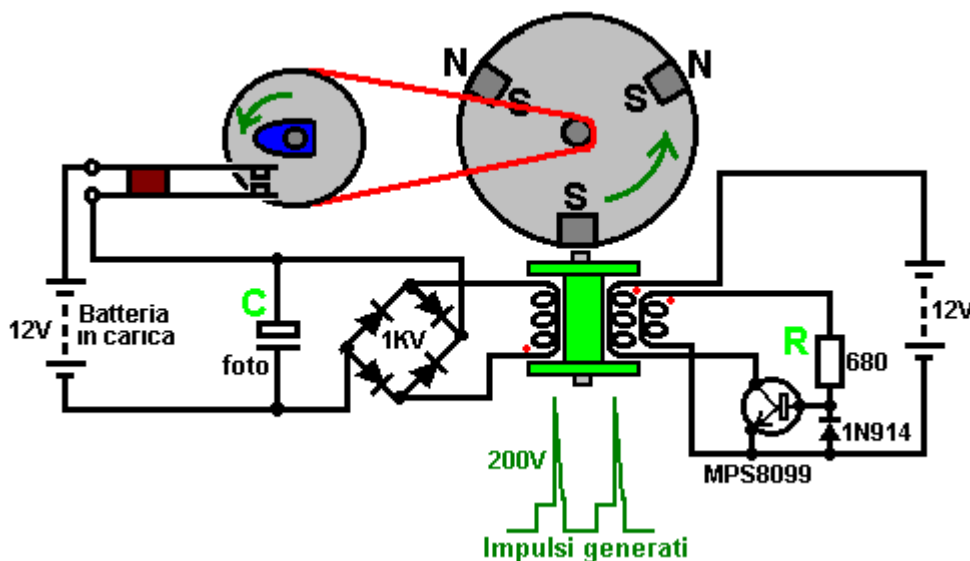 N
N
S
S
S
C
12V
Batteria
in carica
foto
1KV
R
680
12V
1N914
MPS8099
200V
Impulsi generati